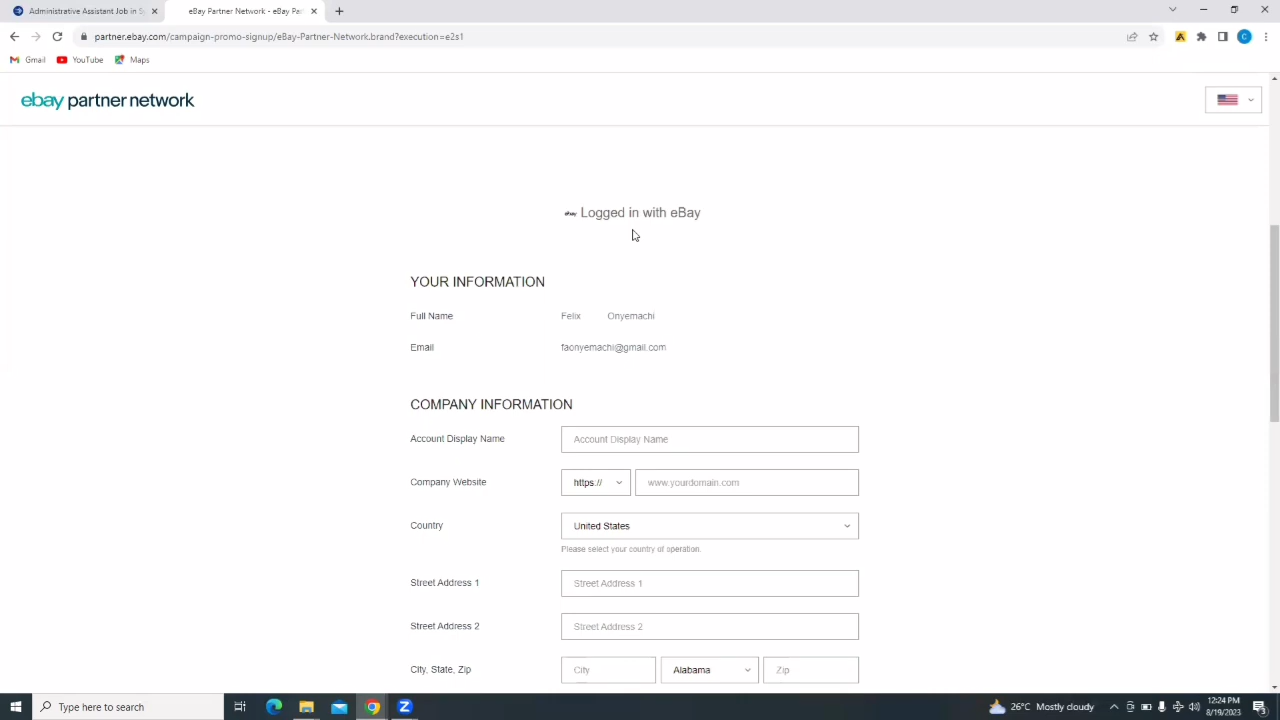 Administrative Assistant Job in Sy
eBay Partner Network - eBay Par
partner.ebay.com/campaign-promo-signup/eBay-Partner-Network.brand?execution=e2s1
C
Gmail
YouTube
Maps
ebay partner network
ebay Logged in with eBay
YOUR INFORMATION
Full Name Felix Onyemachi
Email faonyemachi@gmail.com
COMPANY INFORMATION
Account Display Name Account Display Name
Company Website https:// www.yourdomain.com
Country United States
Please select your country of operation.
Street Address 1 Street Address 1
Street Address 2 Street Address 2
City, State, Zip City Alabama Zip
Type here to search
26°C Mostly cloudy
12:24 PM
8/19/2023